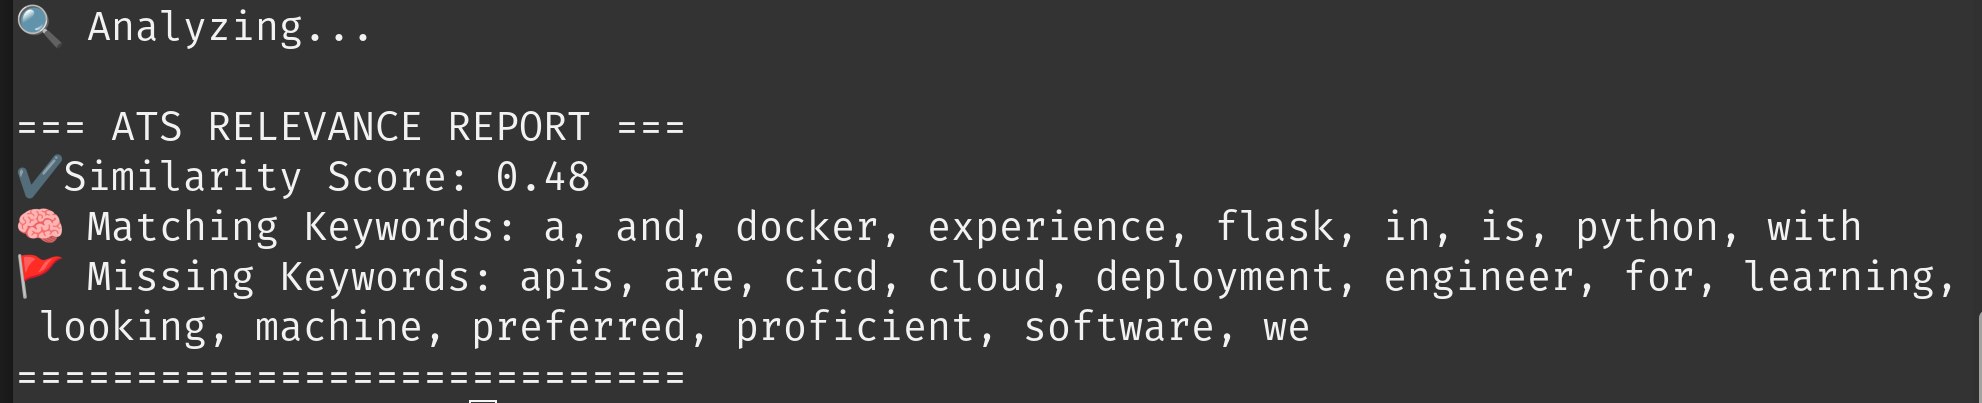 🔍 Analyzing...
=== ATS RELEVANCE REPORT ===
✔️Similarity Score: 0.48
🧠 Matching Keywords: a, and, docker, experience, flask, in, is, python, with
🚩 Missing Keywords: apis, are, cicd, cloud, deployment, engineer, for, learning,
looking, machine, preferred, proficient, software, we
============================